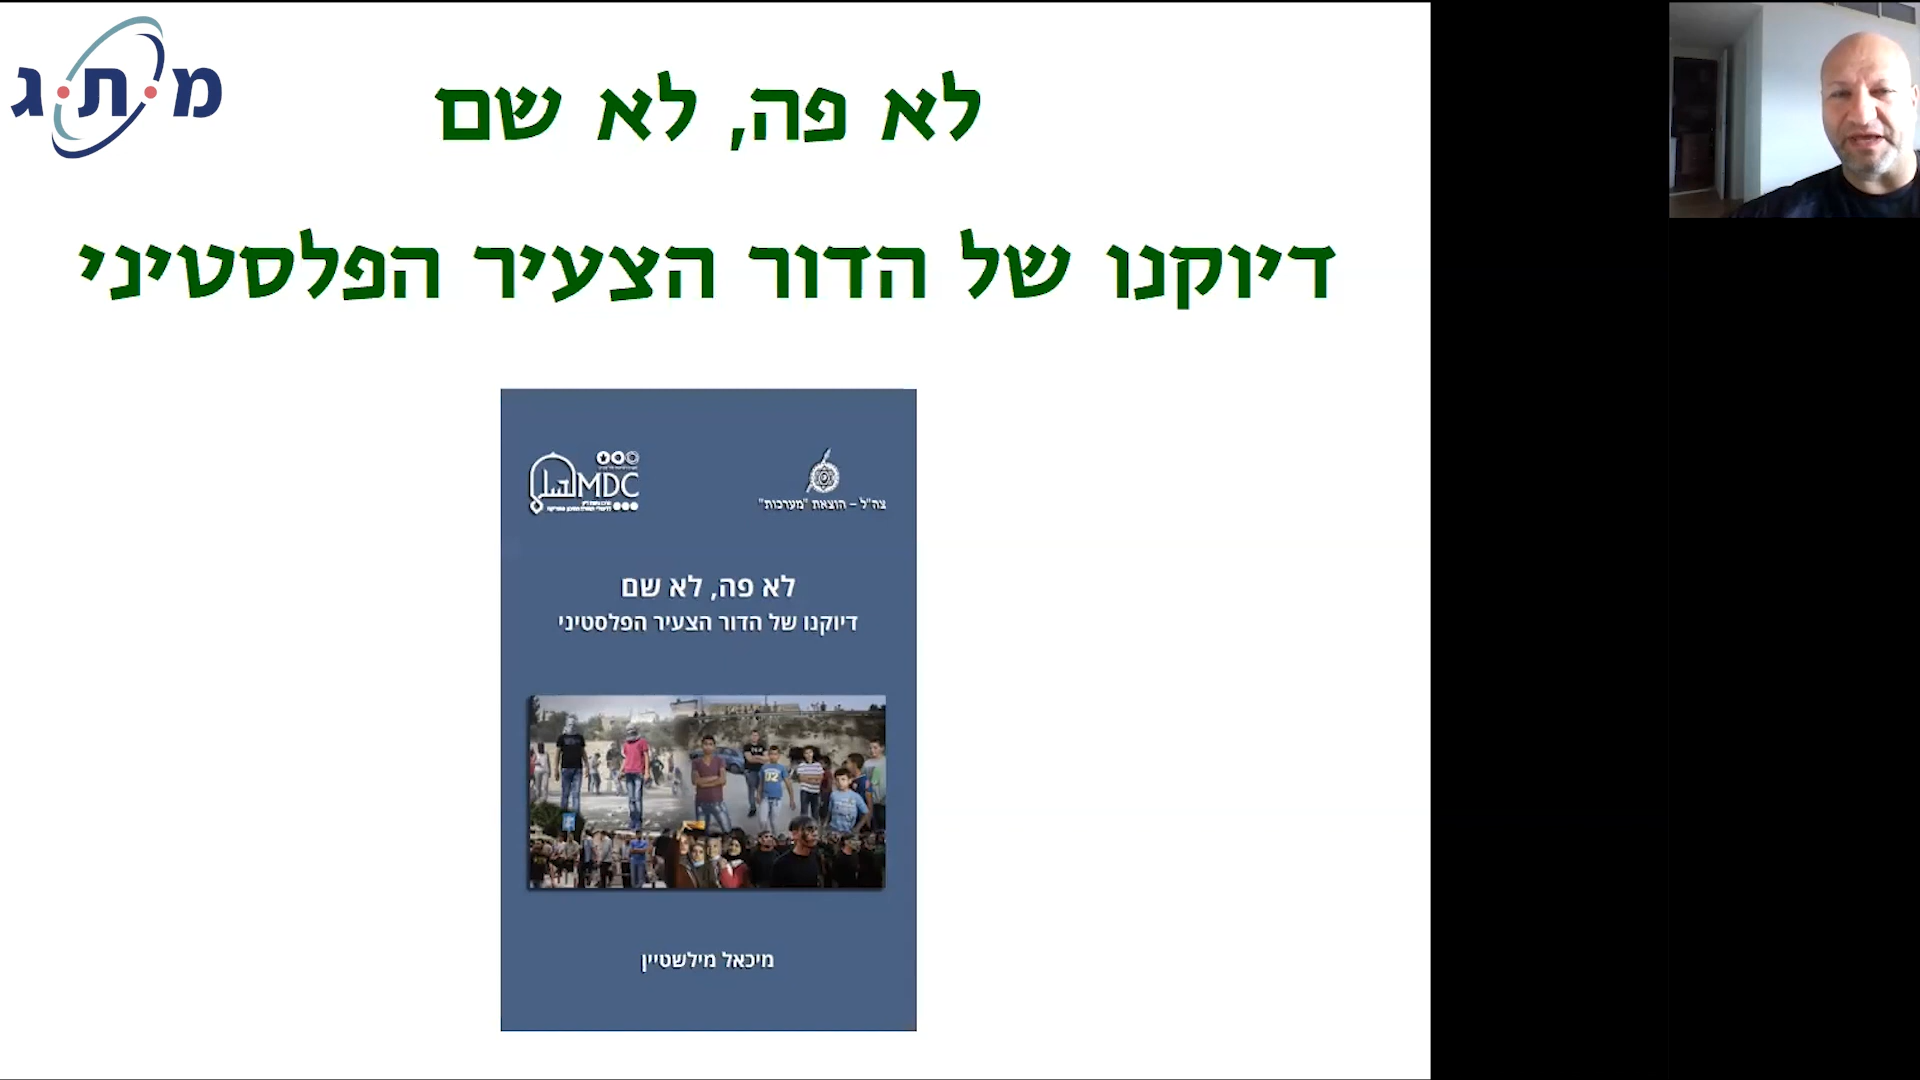 מ.ת.ג
לא פה, לא שם
דיוקנו של הדור הצעיר הפלסטיני
MDC
צה"ל – הוצאת "מערכות"
לא פה, לא שם
דיוקנו של הדור הצעיר הפלסטיני
02
מיכאל מילשטיין